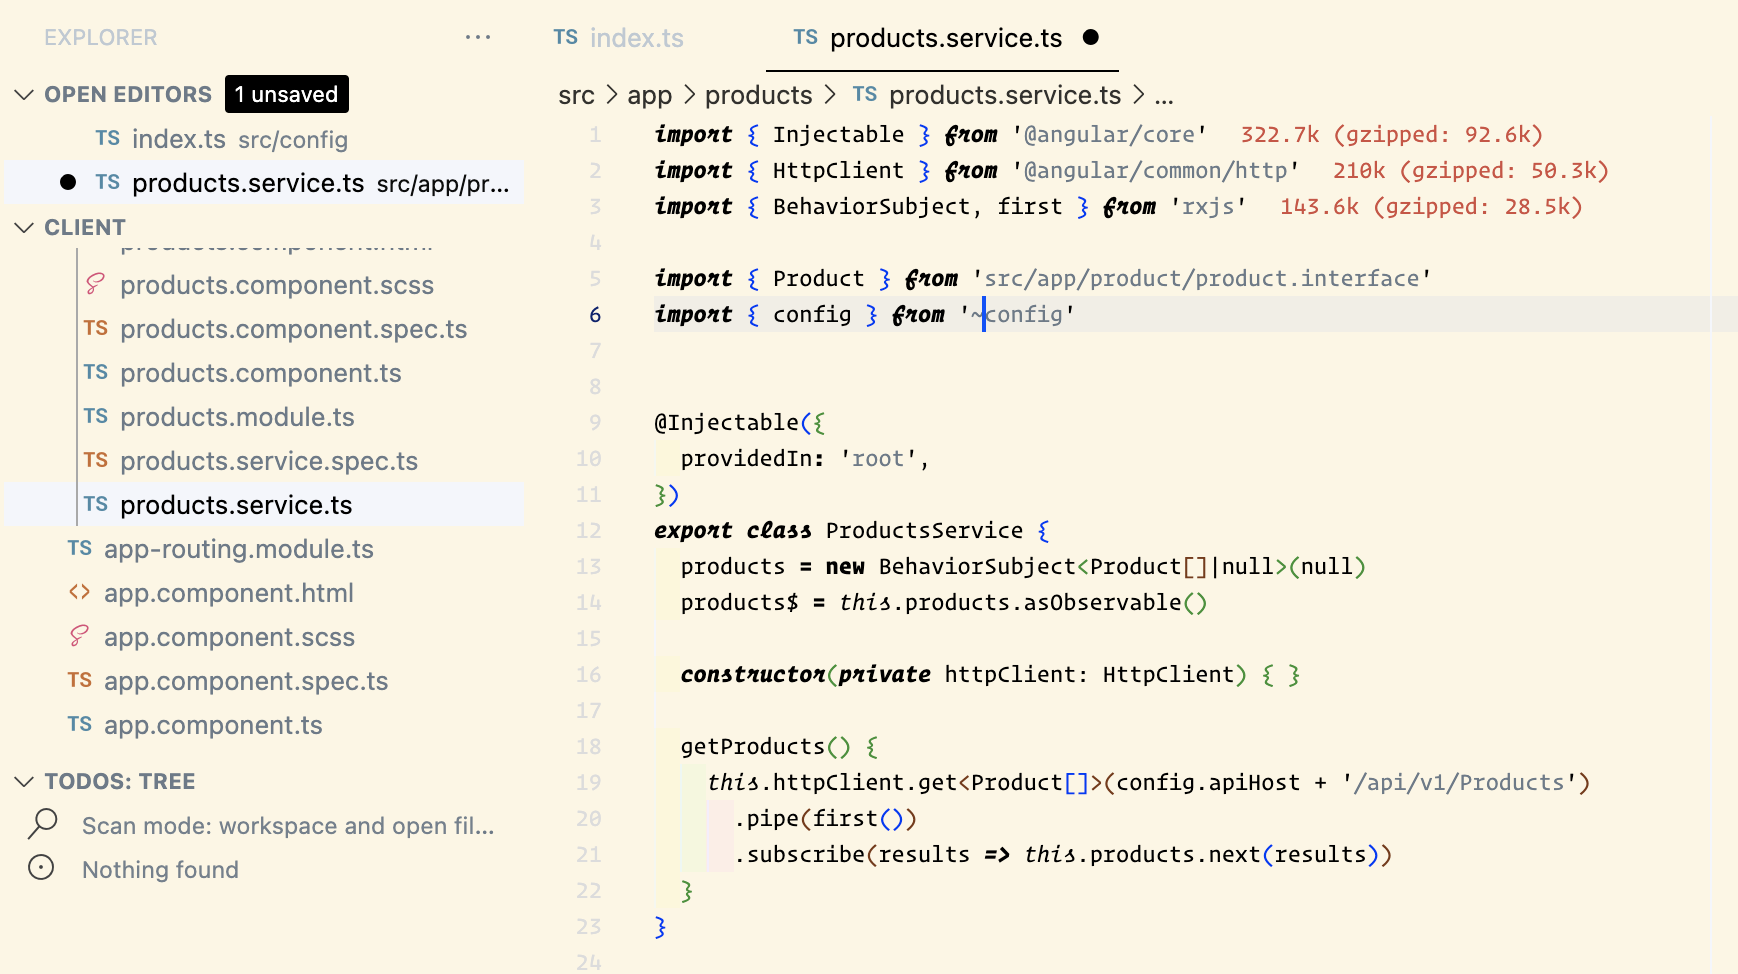 EXPLORER ...
OPEN EDITORS 1 unsaved
TS index.ts src/config
TS products.service.ts src/app/pr...
CLIENT
products.component.html
products.component.scss
TS products.component.spec.ts
TS products.component.ts
TS products.module.ts
TS products.service.spec.ts
TS products.service.ts
TS app-routing.module.ts
<> app.component.html
app.component.scss
TS app.component.spec.ts
TS app.component.ts
TODOS: TREE
Scan mode: workspace and open fil...
Nothing found
TS index.ts TS products.service.ts
src > app > products > TS products.service.ts > ...
1 import { Injectable } from '@angular/core' 322.7k (gzipped: 92.6k)
2 import { HttpClient } from '@angular/common/http' 210k (gzipped: 50.3k)
3 import { BehaviorSubject, first } from 'rxjs' 143.6k (gzipped: 28.5k)
4
5 import { Product } from 'src/app/product/product.interface'
6 import { config } from '~config'
7
8
9 @Injectable({
10 providedIn: 'root',
11 })
12 export class ProductsService {
13 products = new BehaviorSubject<Product[]|null>(null)
14 products$ = this.products.asObservable()
15
16 constructor(private httpClient: HttpClient) { }
17
18 getProducts() {
19 this.httpClient.get<Product[]>(config.apiHost + '/api/v1/Products')
20 .pipe(first())
21 .subscribe(results => this.products.next(results))
22 }
23 }
24